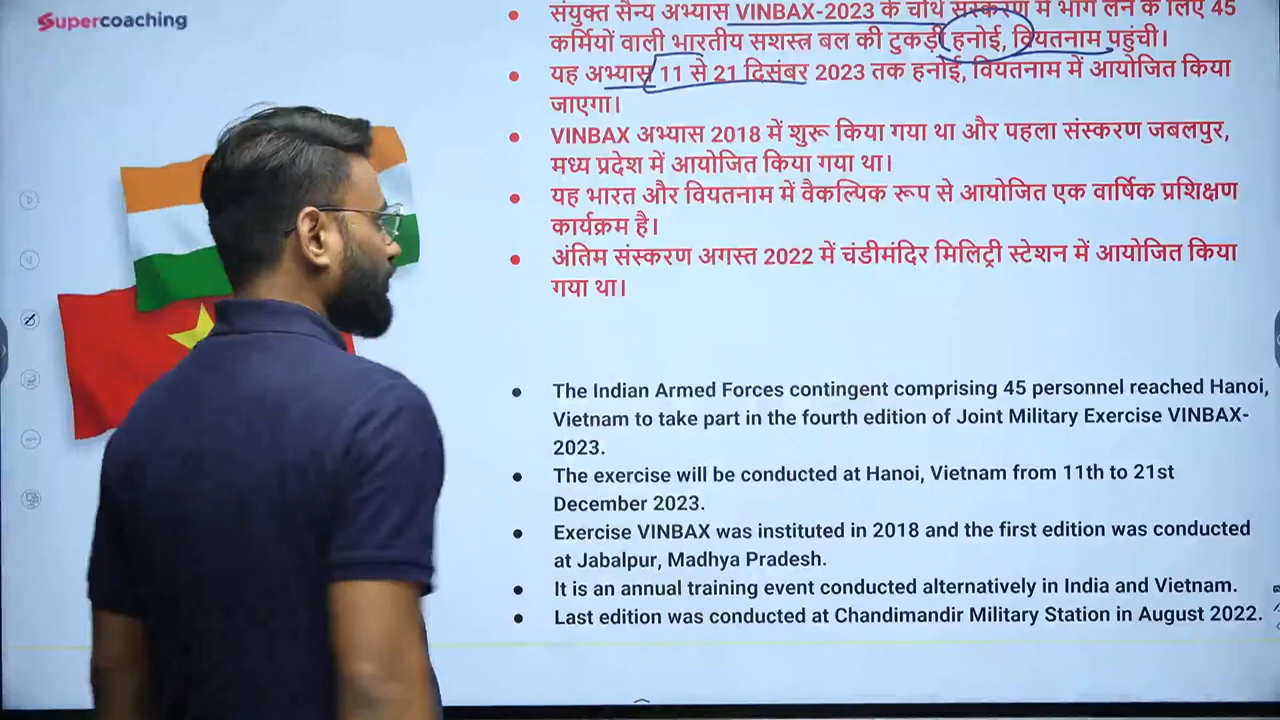 Supercoaching
संयुक्त सैन्य अभ्यास VINBAX-2023 के चौथे संस्करण में भाग लेने के लिए 45
कर्मियों वाली भारतीय सशस्त्र बल की टुकड़ी हनोई, वियतनाम पहुंची।
यह अभ्यास 11 से 21 दिसंबर 2023 तक हनोई, वियतनाम में आयोजित किया
जाएगा।
VINBAX अभ्यास 2018 में शुरू किया गया था और पहला संस्करण जबलपुर,
मध्य प्रदेश में आयोजित किया गया था।
यह भारत और वियतनाम में वैकल्पिक रूप से आयोजित एक वार्षिक प्रशिक्षण
कार्यक्रम है।
अंतिम संस्करण अगस्त 2022 में चंडीमंदिर मिलिट्री स्टेशन में आयोजित किया
गया था।
The Indian Armed Forces contingent comprising 45 personnel reached Hanoi,
Vietnam to take part in the fourth edition of Joint Military Exercise VINBAX-
2023.
The exercise will be conducted at Hanoi, Vietnam from 11th to 21st
December 2023.
Exercise VINBAX was instituted in 2018 and the first edition was conducted
at Jabalpur, Madhya Pradesh.
It is an annual training event conducted alternatively in India and Vietnam.
Last edition was conducted at Chandimandir Military Station in August 2022.